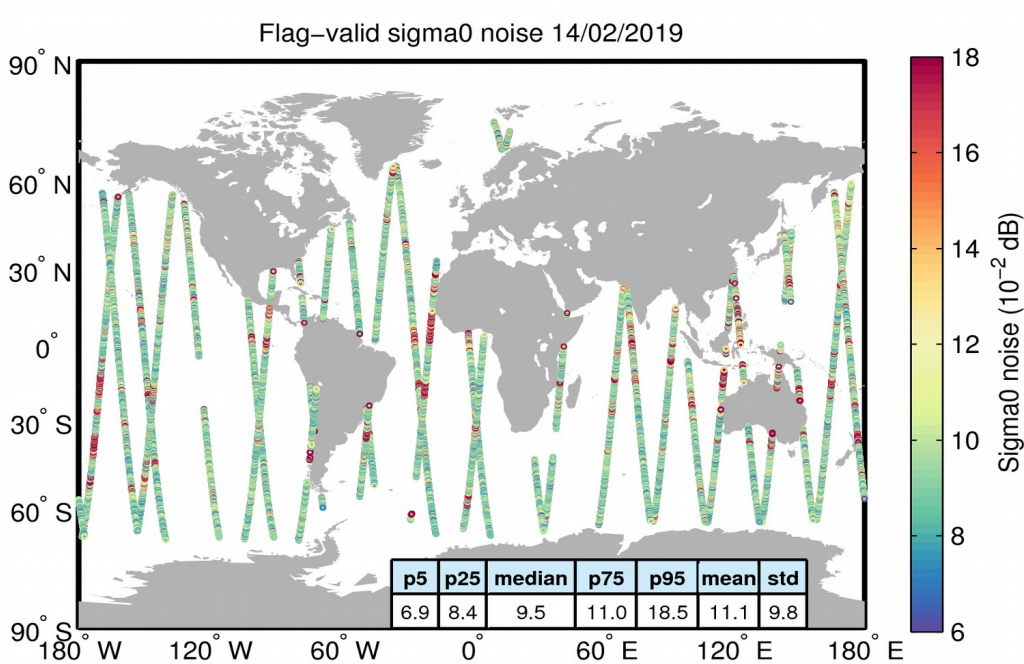 Flag−valid sigma0 noise 14/02/2019
90° N
60° N
30° N
0°
30° S
60° S
90° S
180° W
120° W
60° W
0°
60° E
120° E
180° E
p5 p25 median p75 p95 mean std
6.9 8.4 9.5 11.0 18.5 11.1 9.8
18
16
14
12
10
8
6
Sigma0 noise (10⁻² dB)